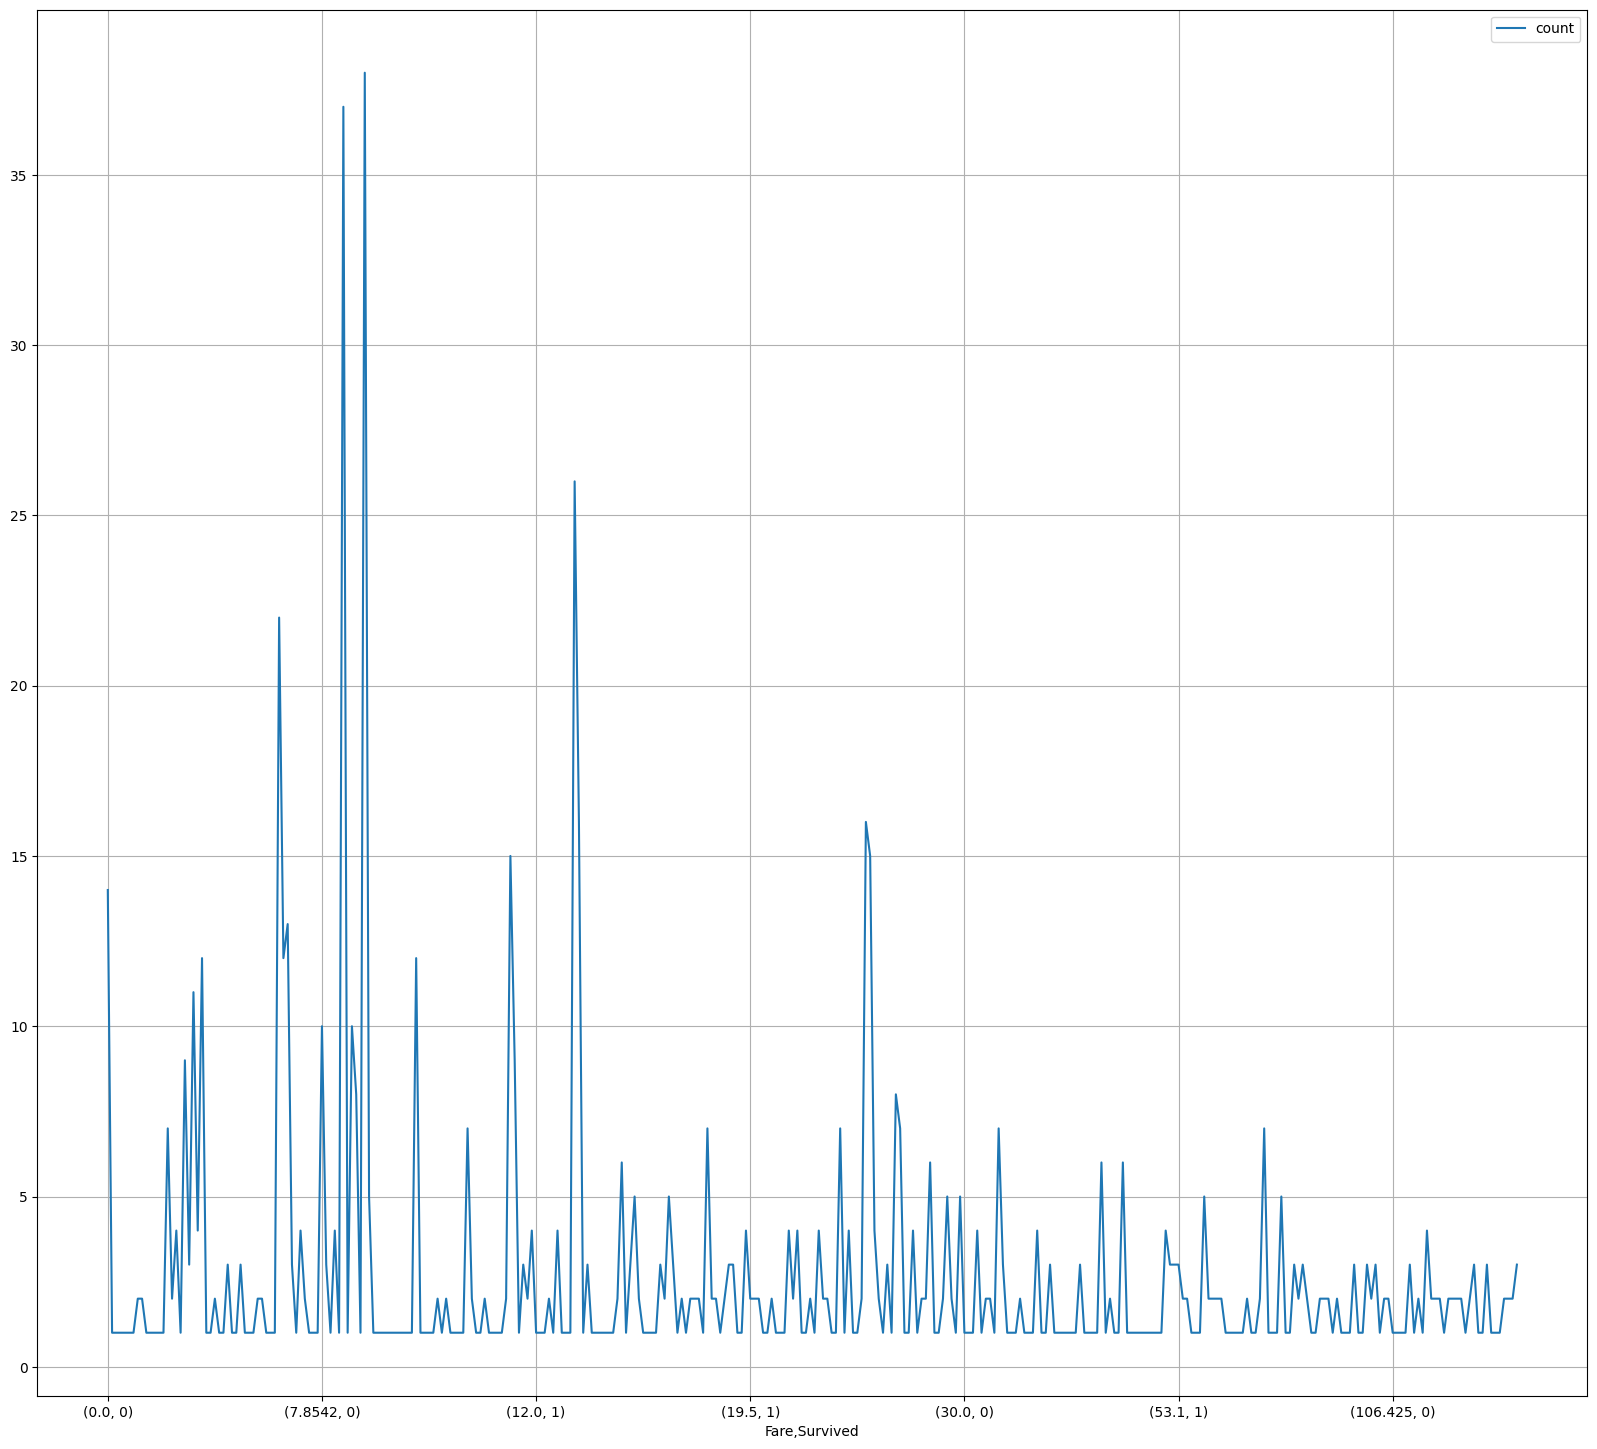 count
35
30
25
20
15
10
5
0
(0.0, 0) (7.8542, 0) (12.0, 1) (19.5, 1) (30.0, 0) (53.1, 1) (106.425, 0)
Fare,Survived